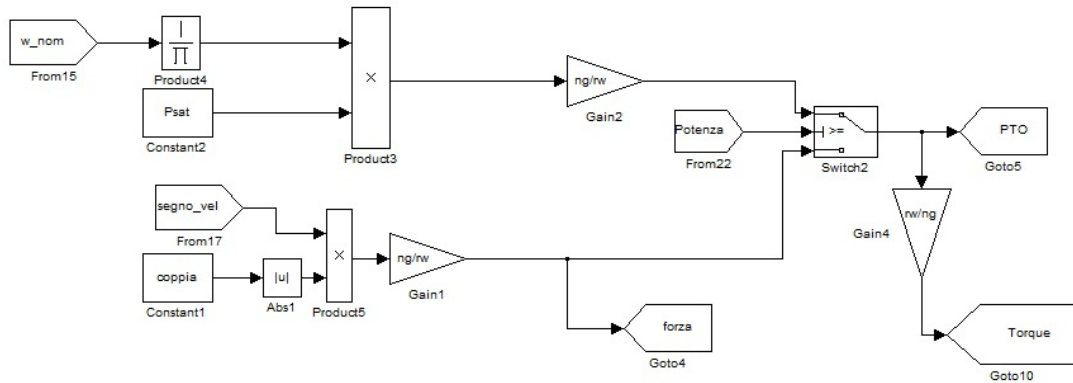 w_nom
From15
Product4
Psat
Constant2
×
Product3
ng/rw
Gain2
Potenza
From22
>=
Switch2
PTO
Goto5
rw/ng
Gain4
segno_vel
From17
coppia
Constant1
|u|
Abs1
×
Product5
ng/rw
Gain1
forza
Goto4
Torque
Goto10